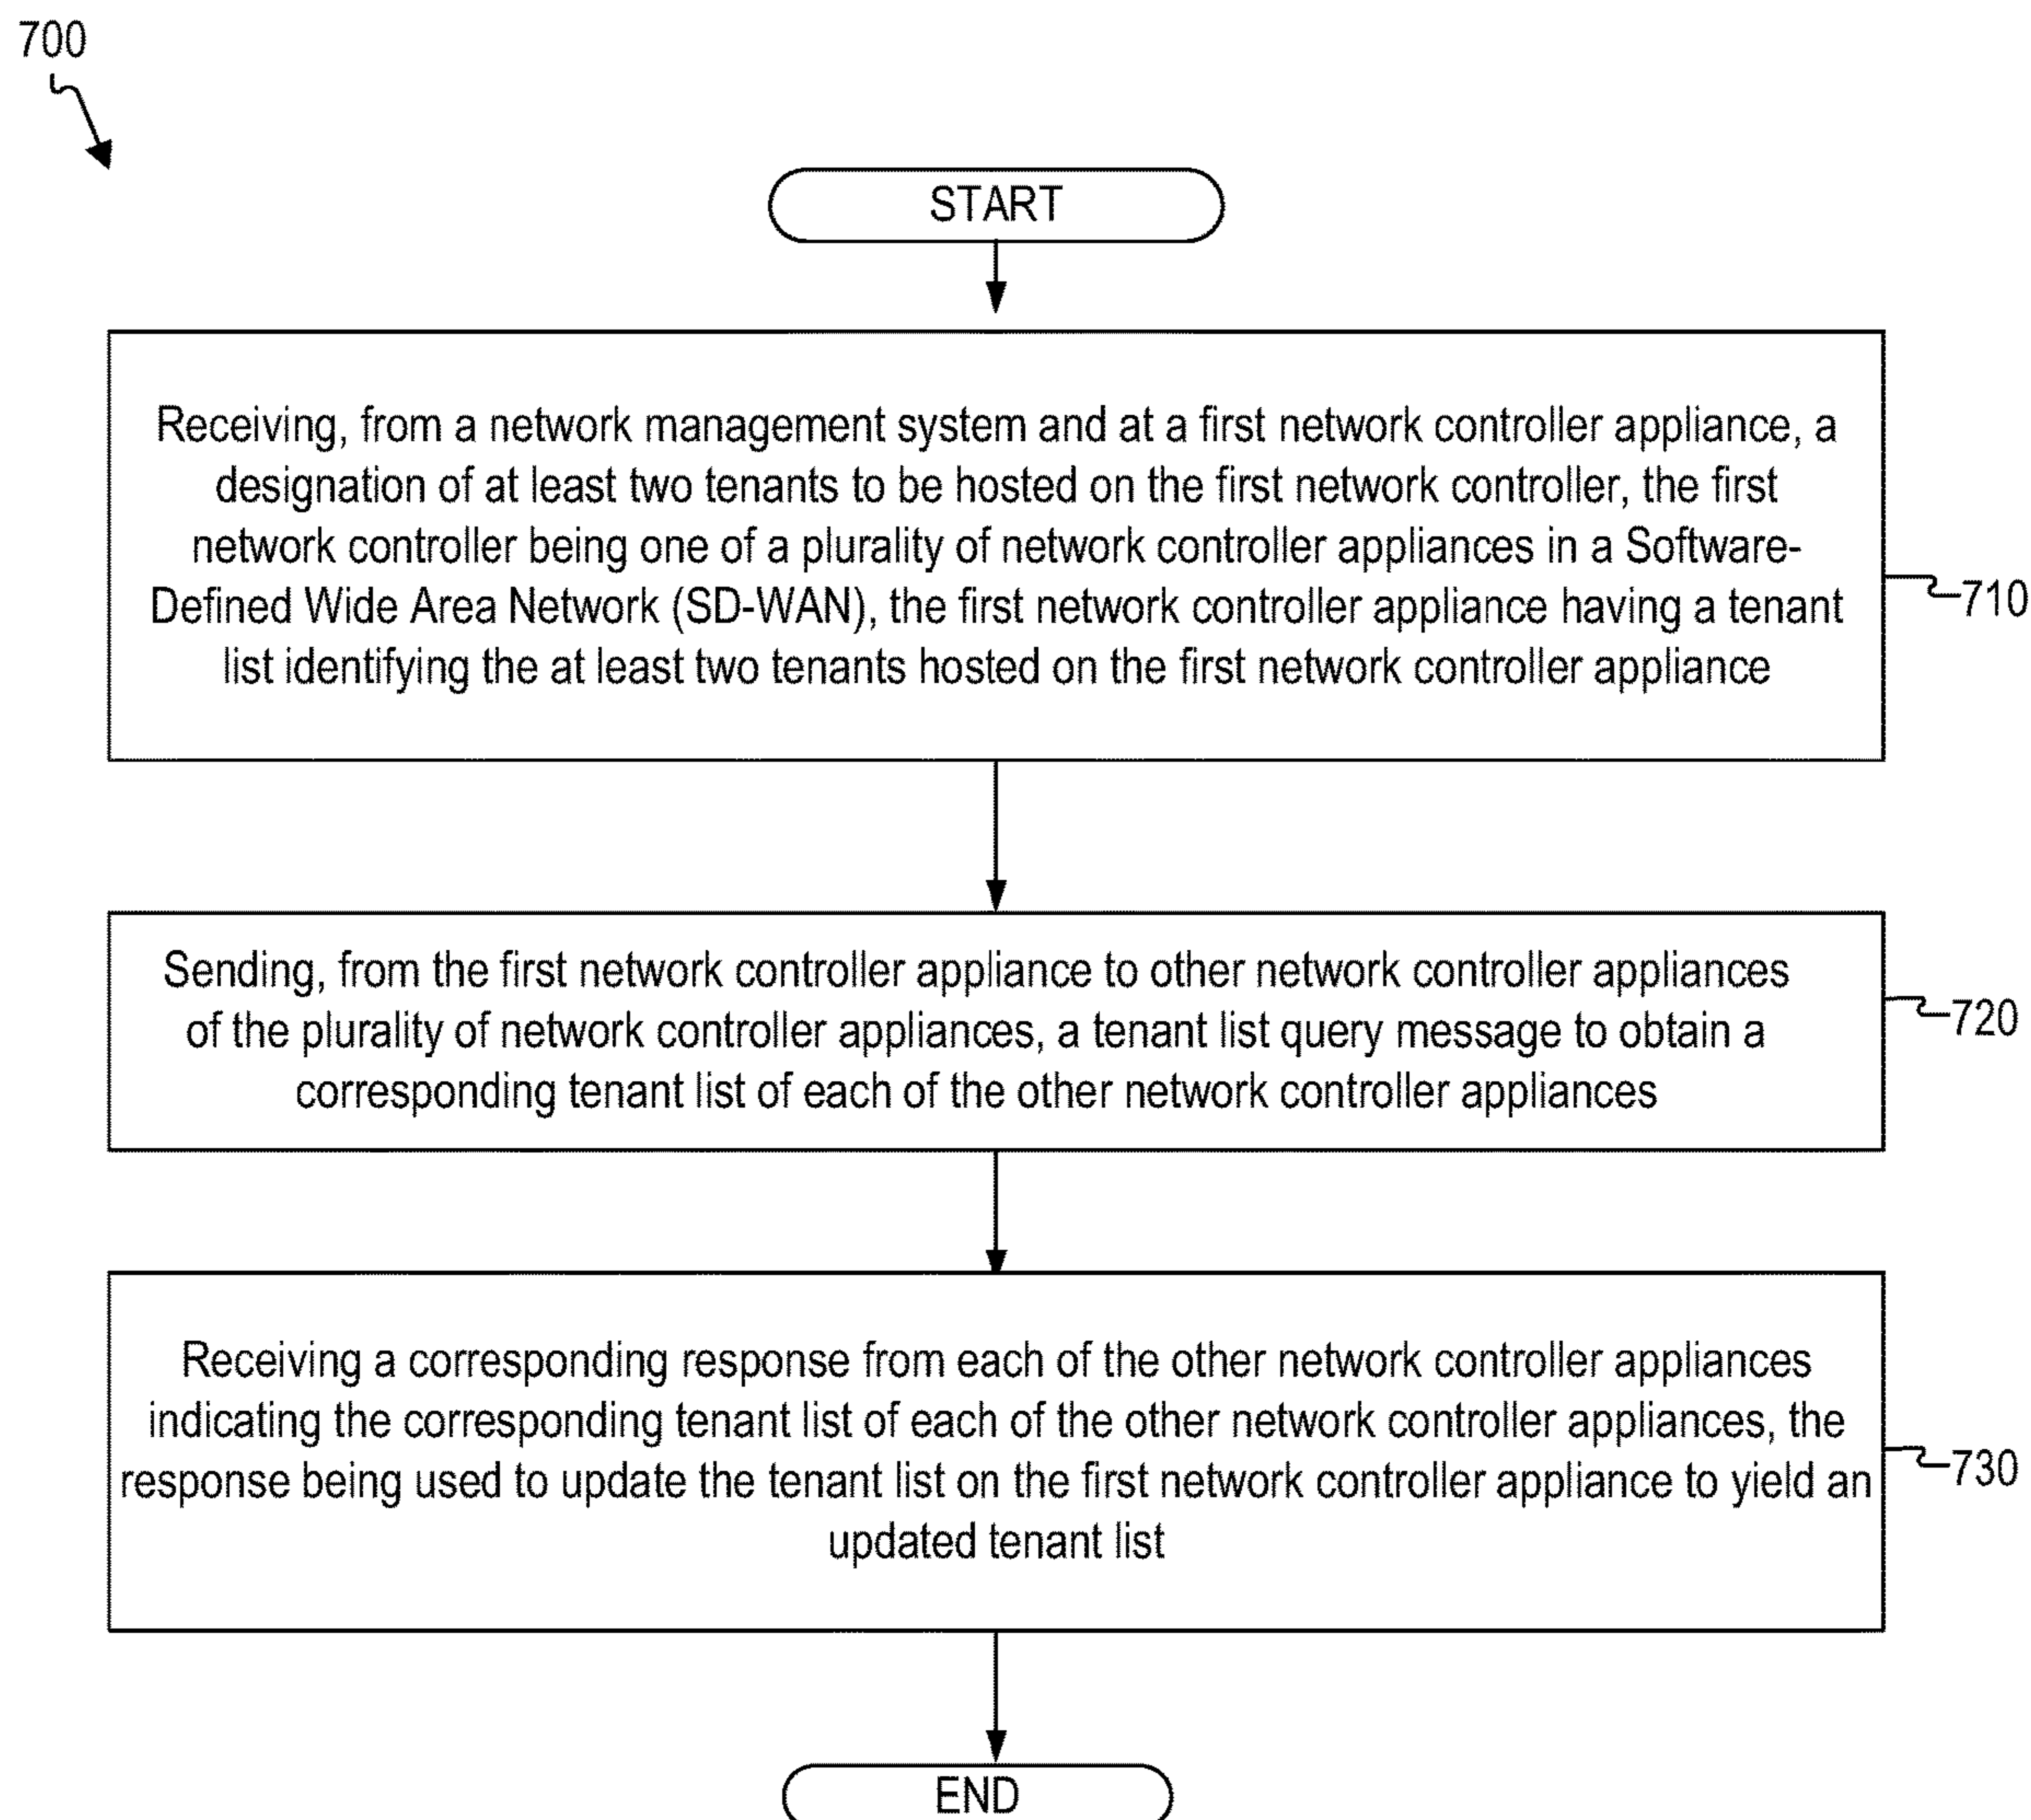 700
START
Receiving, from a network management system and at a first network controller appliance, a
designation of at least two tenants to be hosted on the first network controller, the first
network controller being one of a plurality of network controller appliances in a Software-
Defined Wide Area Network (SD-WAN), the first network controller appliance having a tenant
list identifying the at least two tenants hosted on the first network controller appliance
710
Sending, from the first network controller appliance to other network controller appliances
of the plurality of network controller appliances, a tenant list query message to obtain a
corresponding tenant list of each of the other network controller appliances
720
Receiving a corresponding response from each of the other network controller appliances
indicating the corresponding tenant list of each of the other network controller appliances, the
response being used to update the tenant list on the first network controller appliance to yield an
updated tenant list
730
END